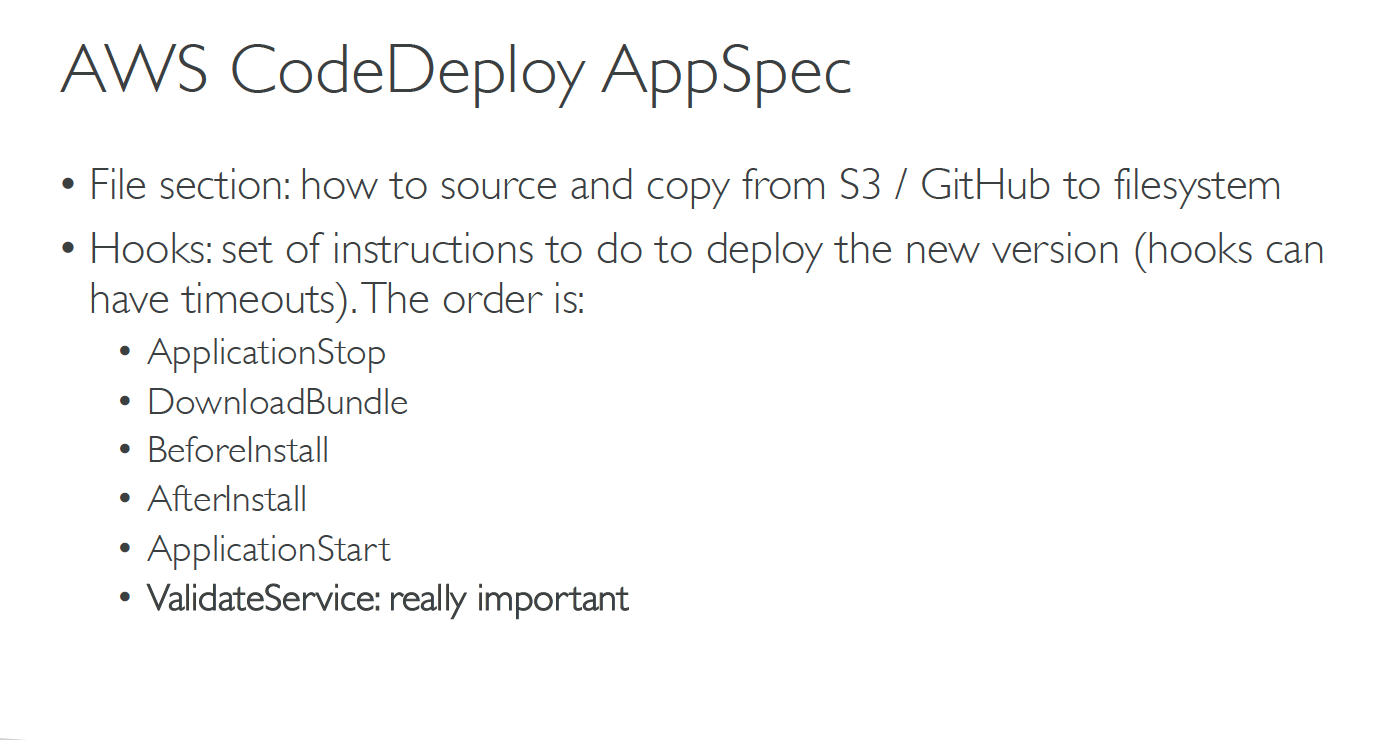 AWS CodeDeploy AppSpec
• File section: how to source and copy from S3 / GitHub to filesystem
• Hooks: set of instructions to do to deploy the new version (hooks can
have timeouts). The order is:
• ApplicationStop
• DownloadBundle
• BeforeInstall
• AfterInstall
• ApplicationStart
• ValidateService: really important